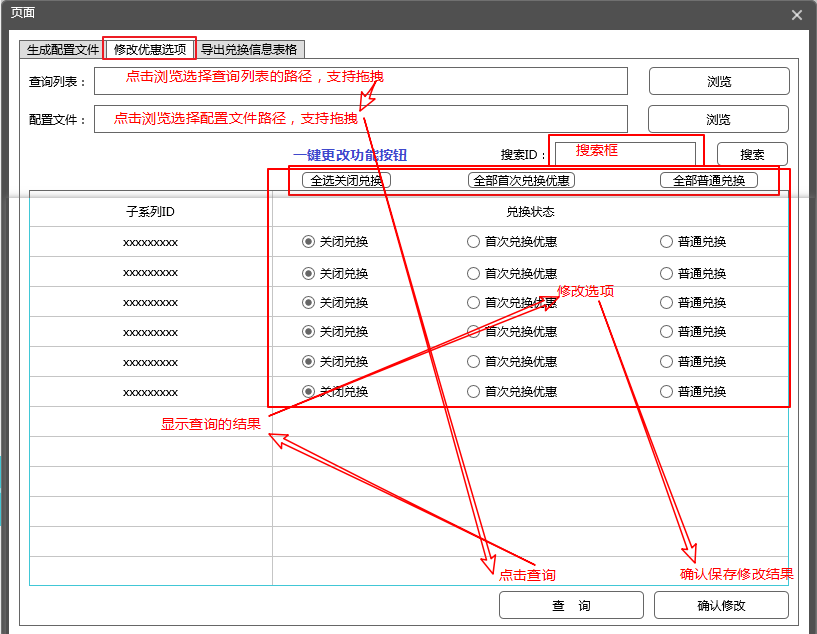 页面
生成配置文件 修改优惠选项 导出兑换信息表格
查询列表： 点击浏览选择查询列表的路径，支持拖拽 浏览
配置文件： 点击浏览选择配置文件路径，支持拖拽 浏览
一键更改功能按钮 搜索ID： 搜索框 搜索
全选关闭兑换 全部首次兑换优惠 全部普通兑换
子系列ID 兑换状态
xxxxxxxxx 关闭兑换 首次兑换优惠 普通兑换
xxxxxxxxx 关闭兑换 首次兑换优惠 普通兑换
修改选项
xxxxxxxxx 关闭兑换 首次兑换优惠 普通兑换
xxxxxxxxx 关闭兑换 首次兑换优惠 普通兑换
xxxxxxxxx 关闭兑换 首次兑换优惠 普通兑换
xxxxxxxxx 关闭兑换 首次兑换优惠 普通兑换
显示查询的结果
点击查询 确认保存修改结果
查 询 确认修改